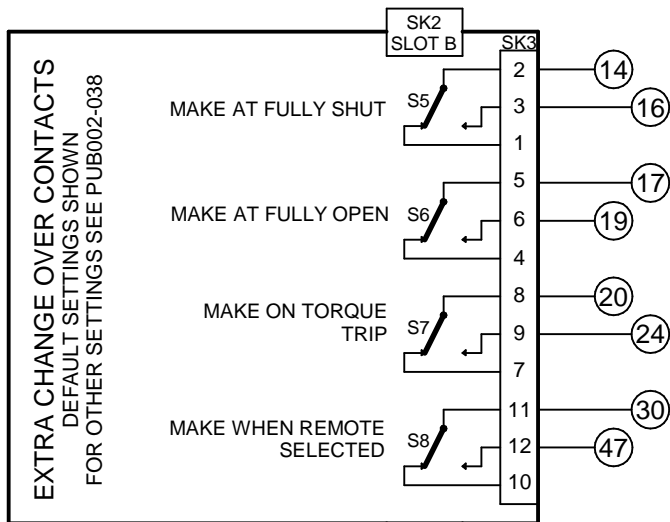 SK2
SLOT B
SK3
EXTRA CHANGE OVER CONTACTS
DEFAULT SETTINGS SHOWN
FOR OTHER SETTINGS SEE PUB002-038
MAKE AT FULLY SHUT
S5
2
14
3
16
1
MAKE AT FULLY OPEN
S6
5
17
6
19
4
MAKE ON TORQUE
TRIP
S7
8
20
9
24
7
MAKE WHEN REMOTE
SELECTED
S8
11
30
12
47
10